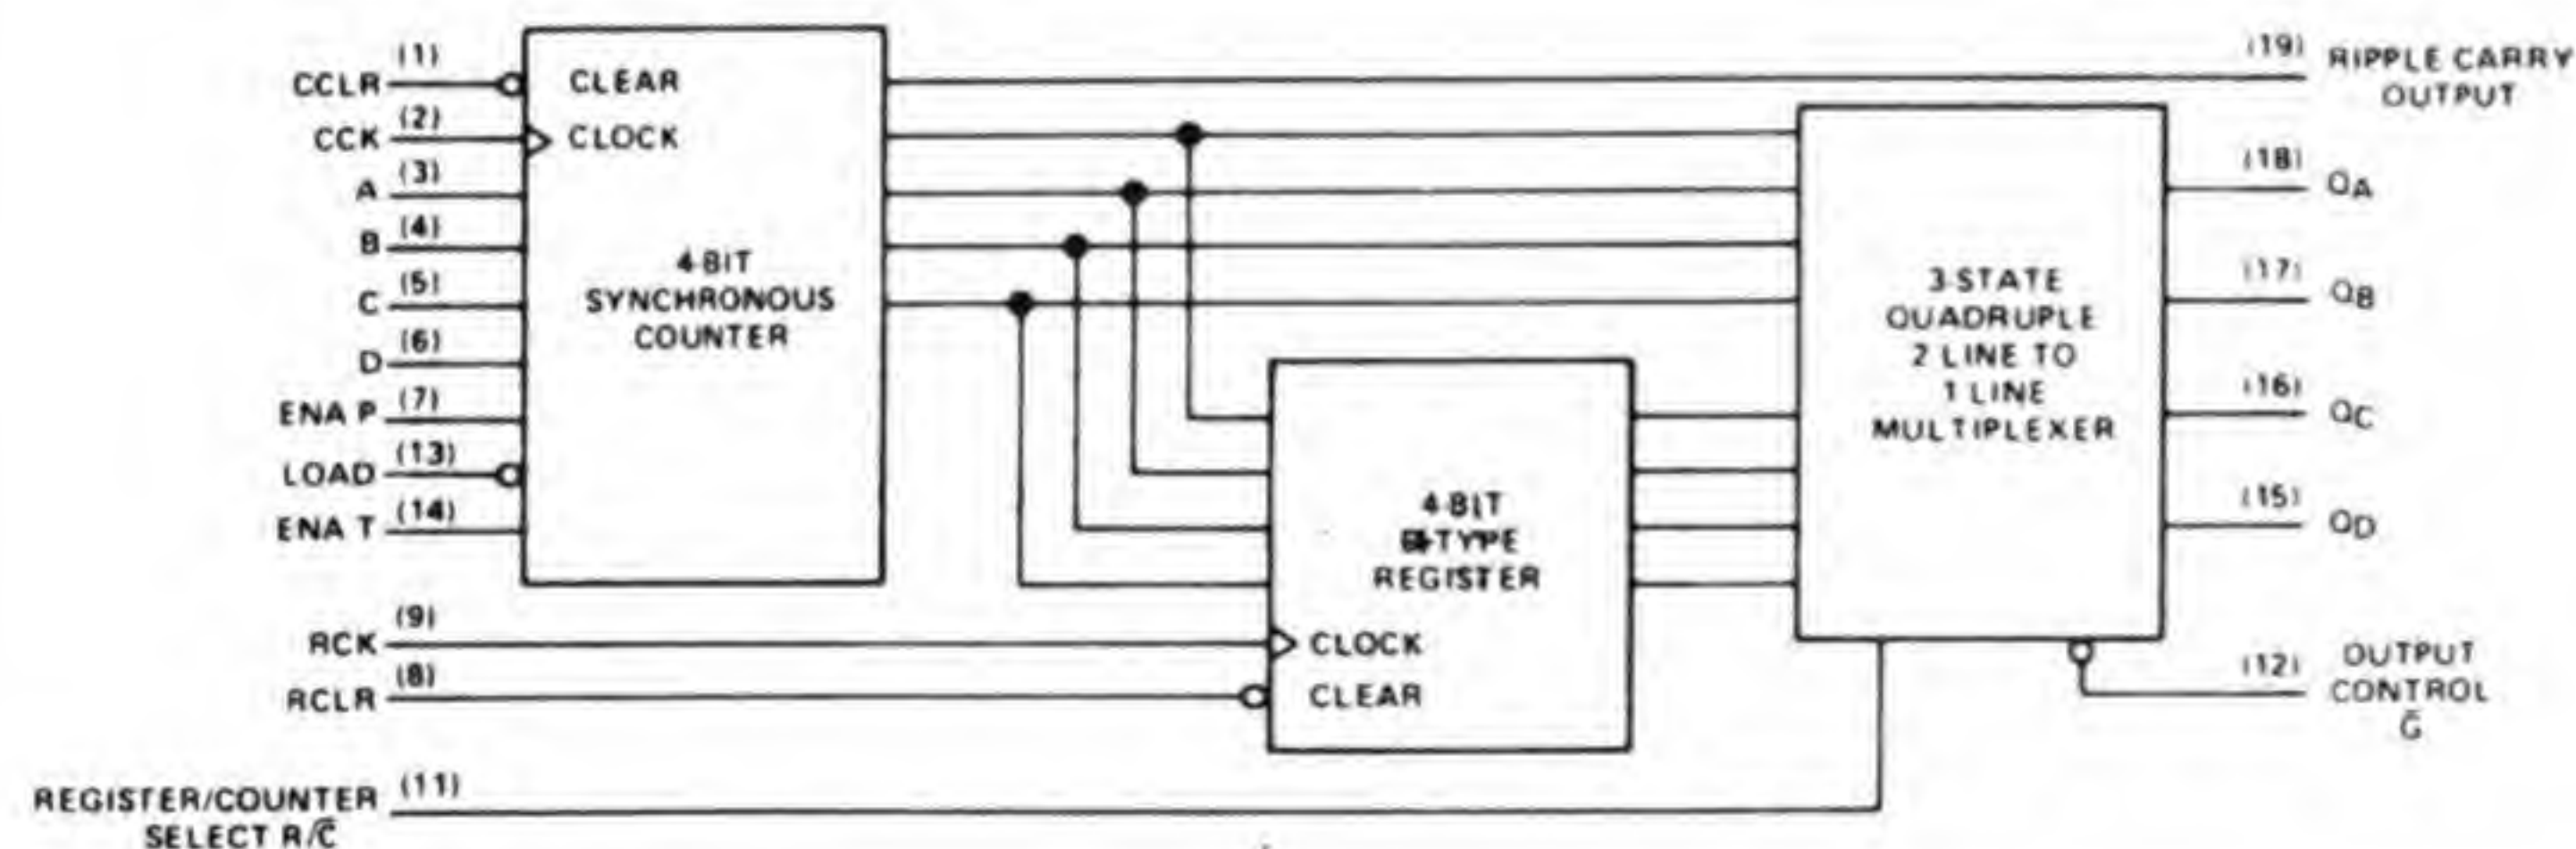 CCLR (1)
CCK (2)
A (3)
B (4)
C (5)
D (6)
ENA P (7)
LOAD (13)
ENA T (14)
CLEAR
CLOCK
4-BIT
SYNCHRONOUS
COUNTER
RCK (9)
RCLR (8)
REGISTER/COUNTER (11)
SELECT R/C̅
4-BIT
D-TYPE
REGISTER
CLOCK
CLEAR
3-STATE
QUADRUPLE
2 LINE TO
1 LINE
MULTIPLEXER
(19) RIPPLE CARRY
OUTPUT
(18) QA
(17) QB
(16) QC
(15) QD
(12) OUTPUT
CONTROL
G̅